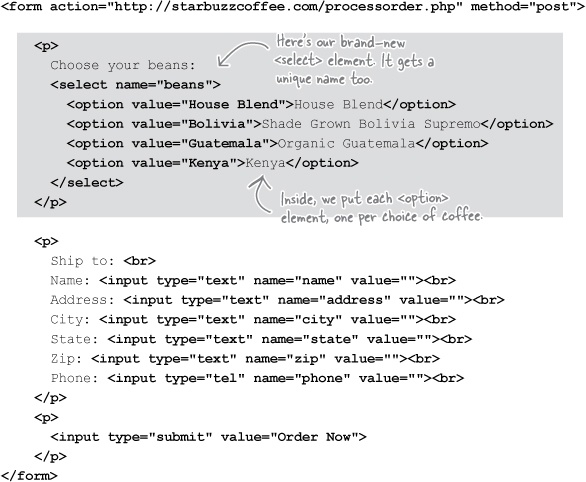 <form action="http://starbuzzcoffee.com/processorder.php" method="post">
<p>
Choose your beans:
Here's our brand-new
<select> element. It gets a
unique name too.
<select name="beans">
<option value="House Blend">House Blend</option>
<option value="Bolivia">Shade Grown Bolivia Supremo</option>
<option value="Guatemala">Organic Guatemala</option>
<option value="Kenya">Kenya</option>
</select>
</p>
Inside, we put each <option>
element, one per choice of coffee.
<p>
Ship to: <br>
Name: <input type="text" name="name" value=""><br>
Address: <input type="text" name="address" value=""><br>
City: <input type="text" name="city" value=""><br>
State: <input type="text" name="state" value=""><br>
Zip: <input type="text" name="zip" value=""><br>
Phone: <input type="tel" name="phone" value=""><br>
</p>
<p>
<input type="submit" value="Order Now">
</p>
</form>